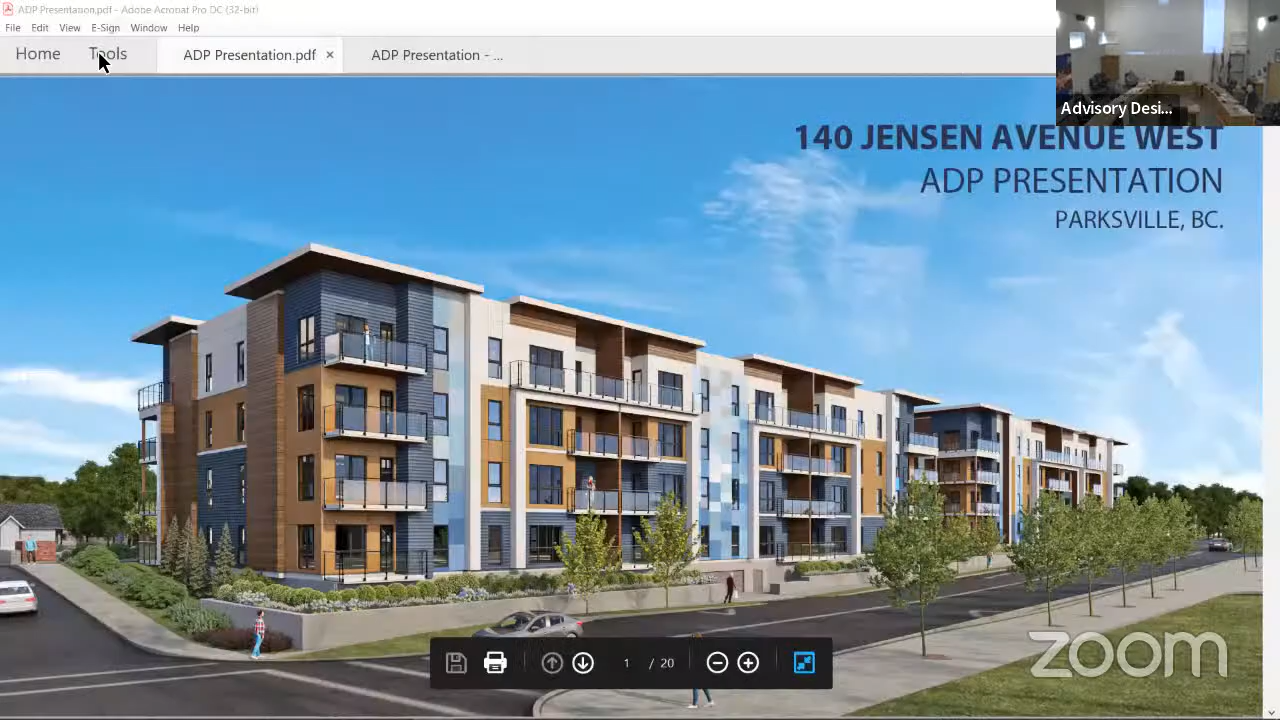 ADP Presentation.pdf - Adobe Acrobat Pro DC (32-bit)
File Edit View E-Sign Window Help
Home Tools ADP Presentation.pdf × ADP Presentation - ...
Advisory Desi...
140 JENSEN AVENUE WEST
ADP PRESENTATION
PARKSVILLE, BC.
zoom
1 / 20